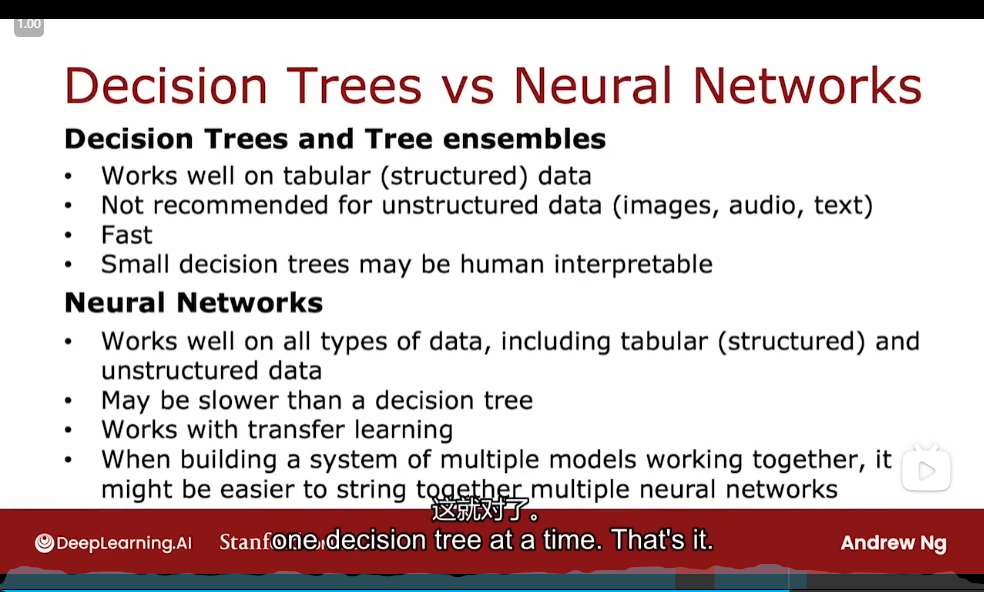 1.00
Decision Trees vs Neural Networks
Decision Trees and Tree ensembles
• Works well on tabular (structured) data
• Not recommended for unstructured data (images, audio, text)
• Fast
• Small decision trees may be human interpretable
Neural Networks
• Works well on all types of data, including tabular (structured) and
unstructured data
• May be slower than a decision tree
• Works with transfer learning
• When building a system of multiple models working together, it
might be easier to string together multiple neural networks
这就对了。
one decision tree at a time. That's it.
DeepLearning.AI
Andrew Ng